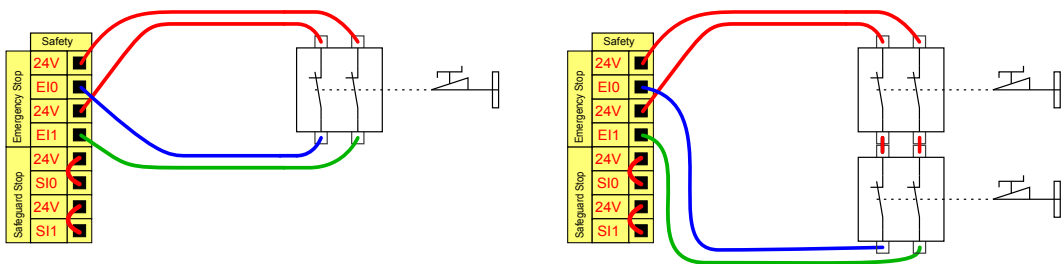 Safety
Emergency Stop
24V
EI0
24V
EI1
Safeguard Stop
24V
SI0
24V
SI1
Safety
Emergency Stop
24V
EI0
24V
EI1
Safeguard Stop
24V
SI0
24V
SI1